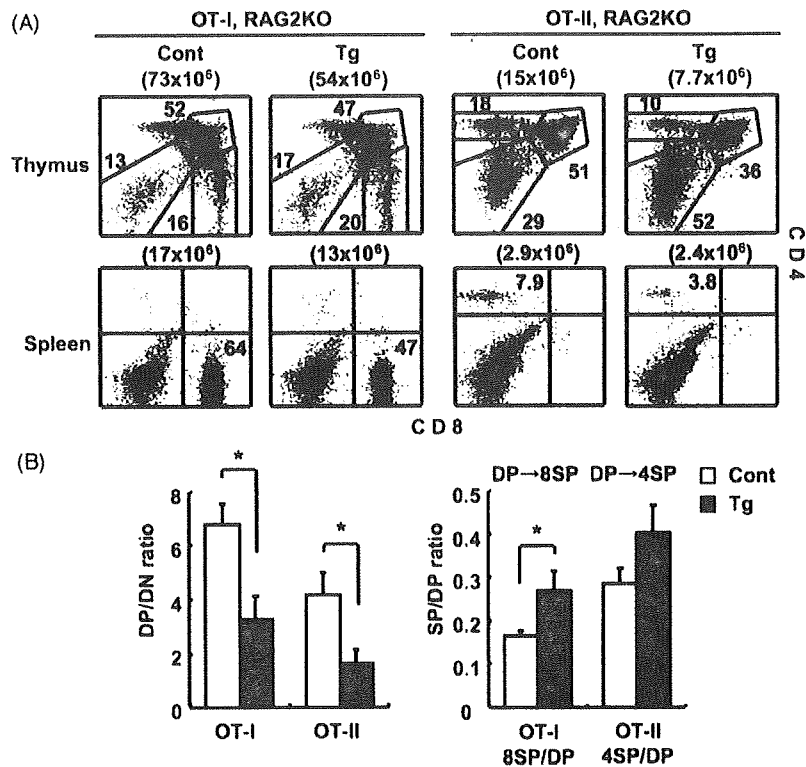 (A)
OT-I, RAG2KO
OT-II, RAG2KO
Cont
Tg
Cont
Tg
(73x10⁶)
(54x10⁶)
(15x10⁶)
(7.7x10⁶)
Thymus
52
13
16
47
17
20
18
51
29
10
36
52
CD4
(17x10⁶)
(13x10⁶)
(2.9x10⁶)
(2.4x10⁶)
Spleen
64
47
7.9
3.8
CD8
(B)
DP/DN ratio
8
6
4
2
0
*
*
OT-I
OT-II
DP→8SP
DP→4SP
SP/DP ratio
0.5
0.4
0.3
0.2
0.1
0
*
OT-I
8SP/DP
OT-II
4SP/DP
Cont
Tg